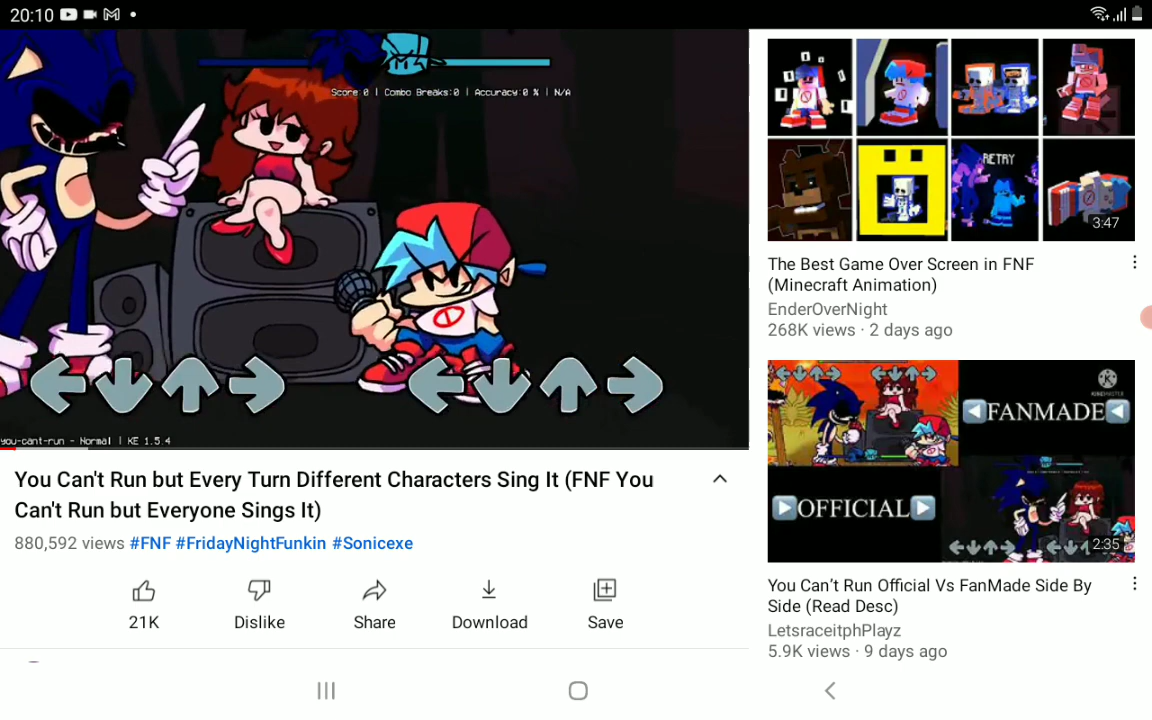 20:10
Score:0 | Combo Breaks:0 | Accuracy:0 % | N/A
you-cant-run - Normal | KE 1.5.4
You Can't Run but Every Turn Different Characters Sing It (FNF You
Can't Run but Everyone Sings It)
880,592 views #FNF #FridayNightFunkin #Sonicexe
21K
Dislike
Share
Download
Save
RETRY
3:47
The Best Game Over Screen in FNF
(Minecraft Animation)
EnderOverNight
268K views · 2 days ago
KINEMASTER
FANMADE
OFFICIAL
2:35
You Can’t Run Official Vs FanMade Side By
Side (Read Desc)
LetsraceitphPlayz
5.9K views · 9 days ago